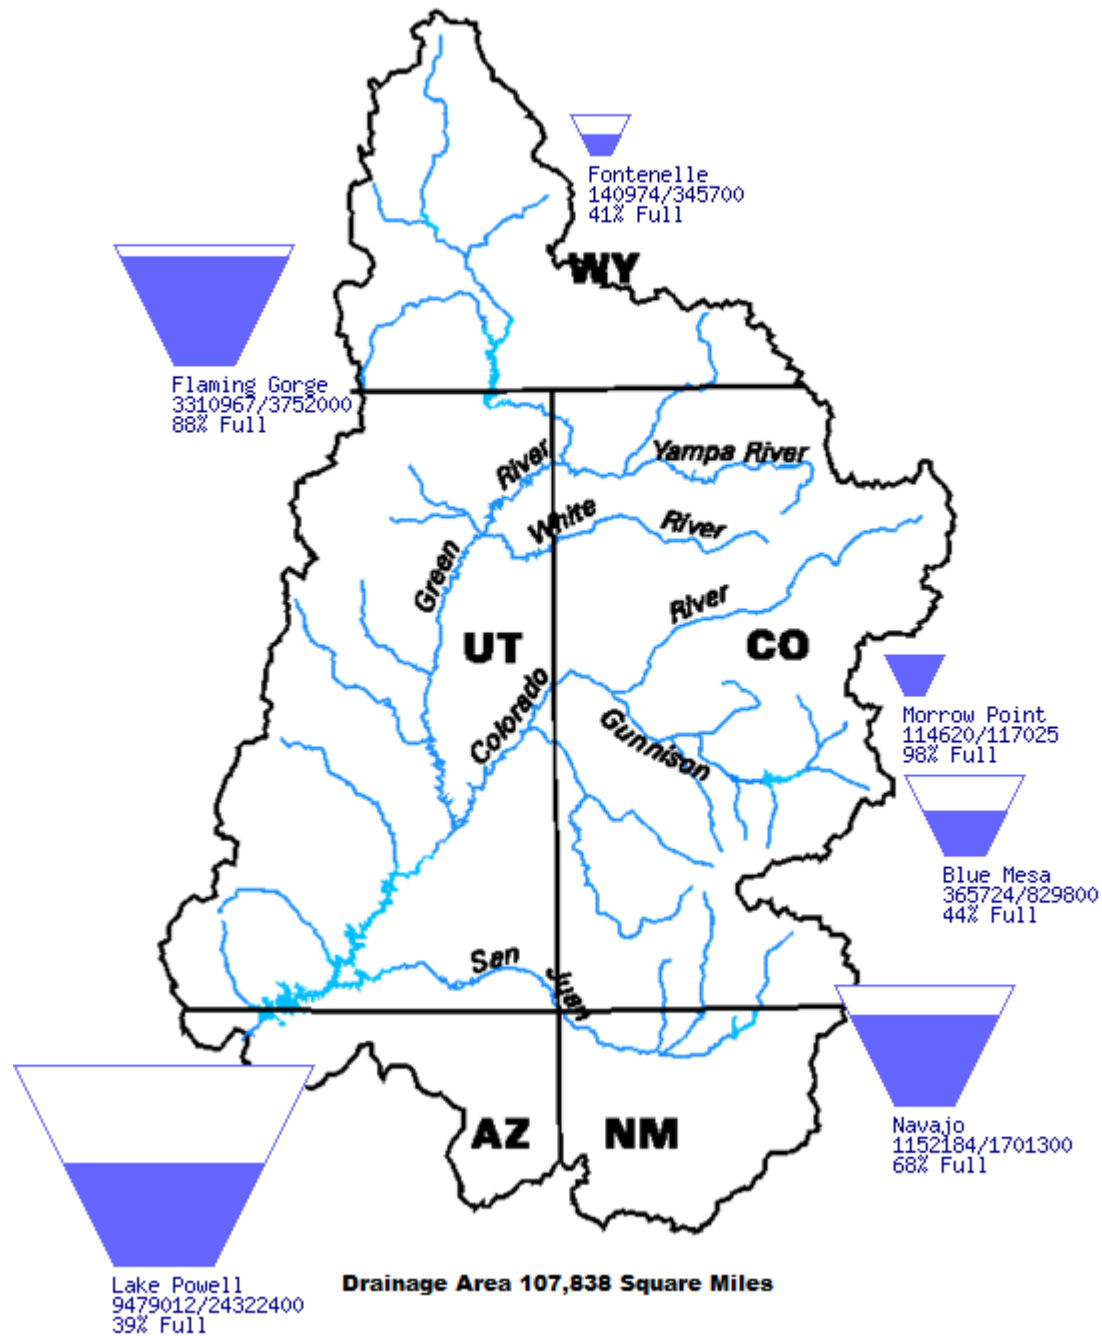 Fontenelle
140974/345700
41% Full
WY
Flaming Gorge
3310967/3752000
88% Full
Yampa River
Green River
White River
Colorado River
UT
CO
Gunnison
Morrow Point
114620/117025
98% Full
Blue Mesa
365724/829800
44% Full
San Juan
Navajo
1152184/1701300
68% Full
AZ
NM
Lake Powell
9479012/24322400
39% Full
Drainage Area 107,838 Square Miles